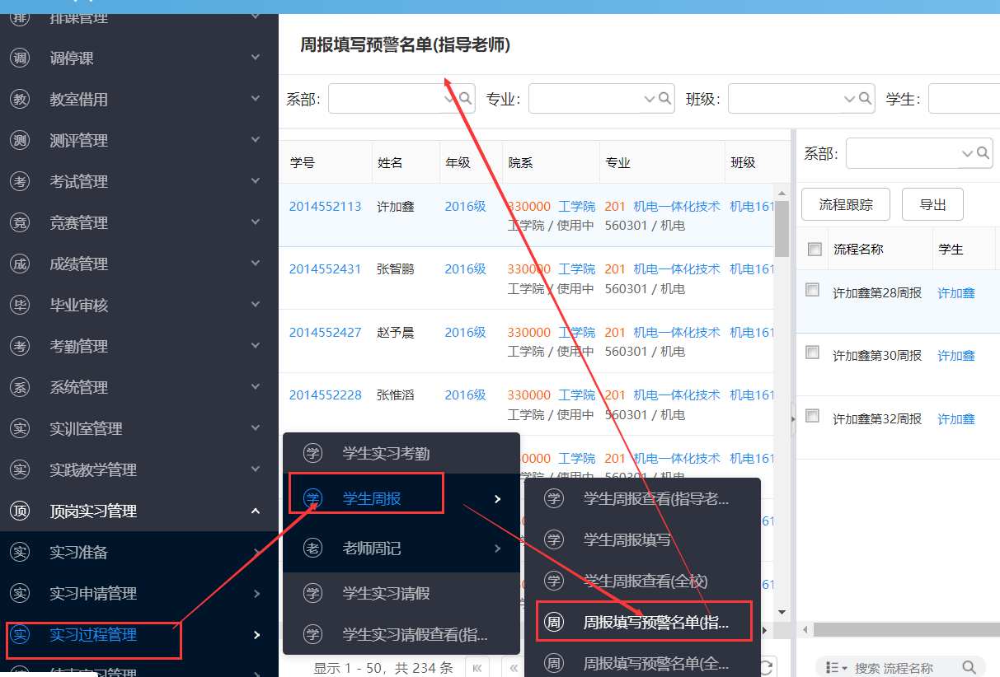 排 排课管理
调 调停课
教 教室借用
测 测评管理
考 考试管理
竞 竞赛管理
成 成绩管理
毕 毕业审核
考 考勤管理
系 系统管理
实 实训室管理
实 实践教学管理
顶 顶岗实习管理
实 实习准备
实 实习申请管理
实 实习过程管理
周报填写预警名单(指导老师)
系部: 专业: 班级: 学生:
学号 姓名 年级 院系 专业 班级
2014552113 许加鑫 2016级 330000 工学院 201 机电一体化技术 机电161
工学院 / 使用中 560301 / 机电
2014552431 张智鹏 2016级 330000 工学院 201 机电一体化技术 机电161
工学院 / 使用中 560301 / 机电
2014552427 赵予晨 2016级 330000 工学院 201 机电一体化技术 机电161
工学院 / 使用中 560301 / 机电
2014552228 张惟滔 2016级 330000 工学院 201 机电一体化技术 机电161
工学院 / 使用中 560301 / 机电
0000 工学院 201 机电一体化技术 机电161
学院 / 使用中 560301 / 机电
61
61
学 学生实习考勤
学 学生周报
老 老师周记
学 学生实习请假
学 学生实习请假查看(指...
学 学生周报查看(指导老...
学 学生周报填写
学 学生周报查看(全校)
周 周报填写预警名单(指...
周 周报填写预警名单(全...
显示 1 - 50，共 234 条
系部:
流程跟踪 导出
流程名称 学生
许加鑫第28周报 许加鑫
许加鑫第30周报 许加鑫
许加鑫第32周报 许加鑫
搜索 流程名称